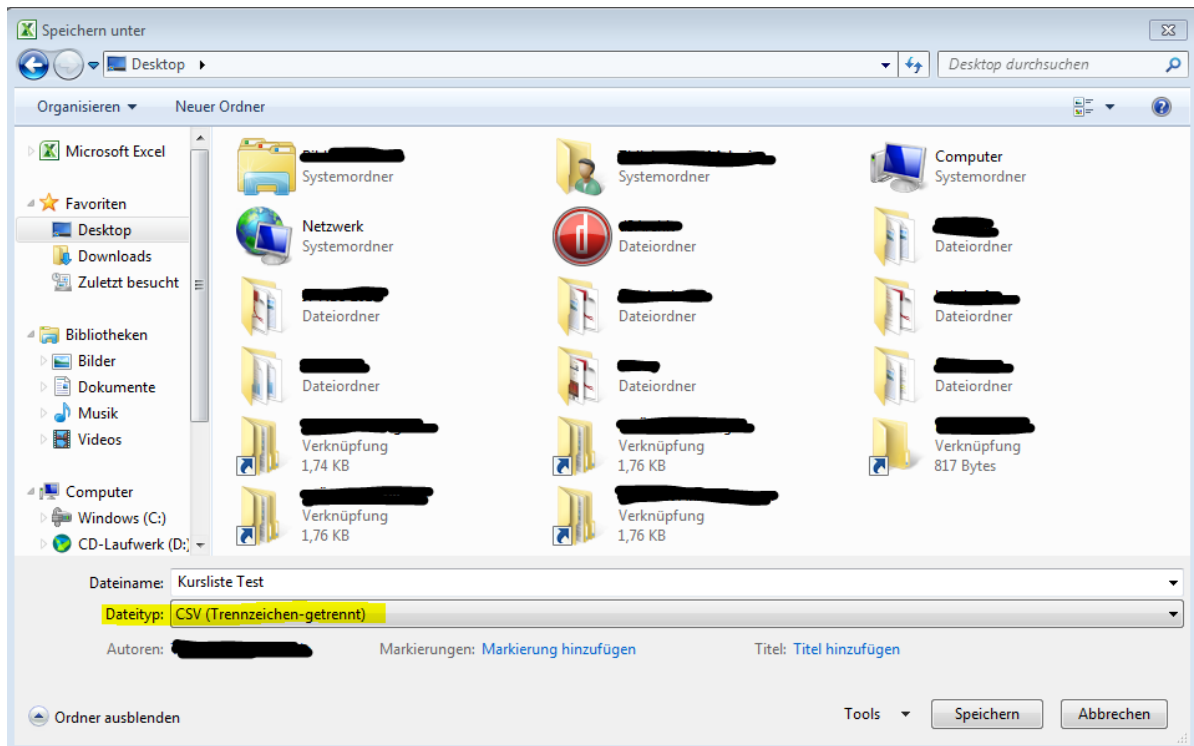 Speichern unter
Desktop
Desktop durchsuchen
Organisieren
Neuer Ordner
Microsoft Excel
Favoriten
Desktop
Downloads
Zuletzt besucht
Bibliotheken
Bilder
Dokumente
Musik
Videos
Computer
Windows (C:)
CD-Laufwerk (D:)
Systemordner
Systemordner
Computer
Systemordner
Netzwerk
Systemordner
Dateiordner
Dateiordner
Dateiordner
Dateiordner
Dateiordner
Dateiordner
Dateiordner
Dateiordner
Verknüpfung
1,74 KB
Verknüpfung
1,76 KB
Verknüpfung
817 Bytes
Verknüpfung
1,76 KB
Verknüpfung
1,76 KB
Dateiname: Kursliste Test
Dateityp: CSV (Trennzeichen-getrennt)
Autoren:
Markierungen: Markierung hinzufügen
Titel: Titel hinzufügen
Ordner ausblenden
Tools
Speichern
Abbrechen